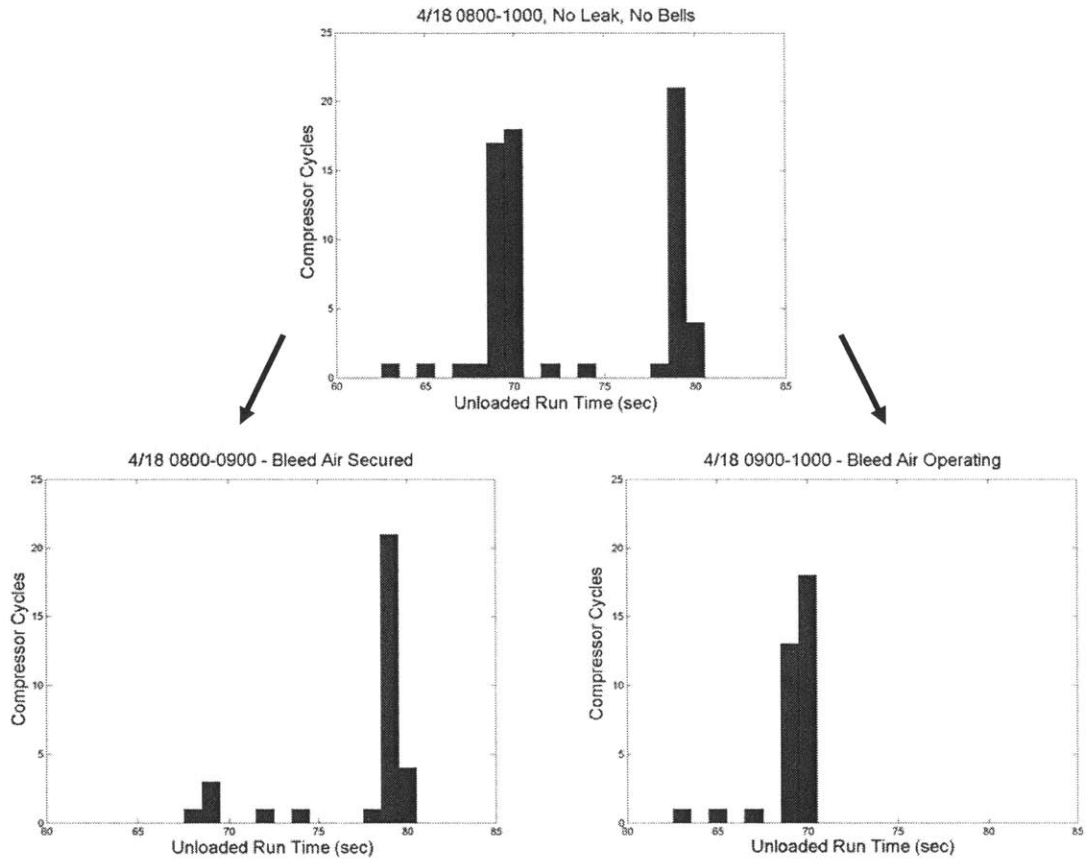 4/18 0800-1000, No Leak, No Bells
25
20
15
10
5
0
Compressor Cycles
60 65 70 75 80 85
Unloaded Run Time (sec)
4/18 0800-0900 - Bleed Air Secured
25
20
15
10
5
0
Compressor Cycles
60 65 70 75 80 85
Unloaded Run Time (sec)
4/18 0900-1000 - Bleed Air Operating
25
20
15
10
5
0
Compressor Cycles
60 65 70 75 80 85
Unloaded Run Time (sec)